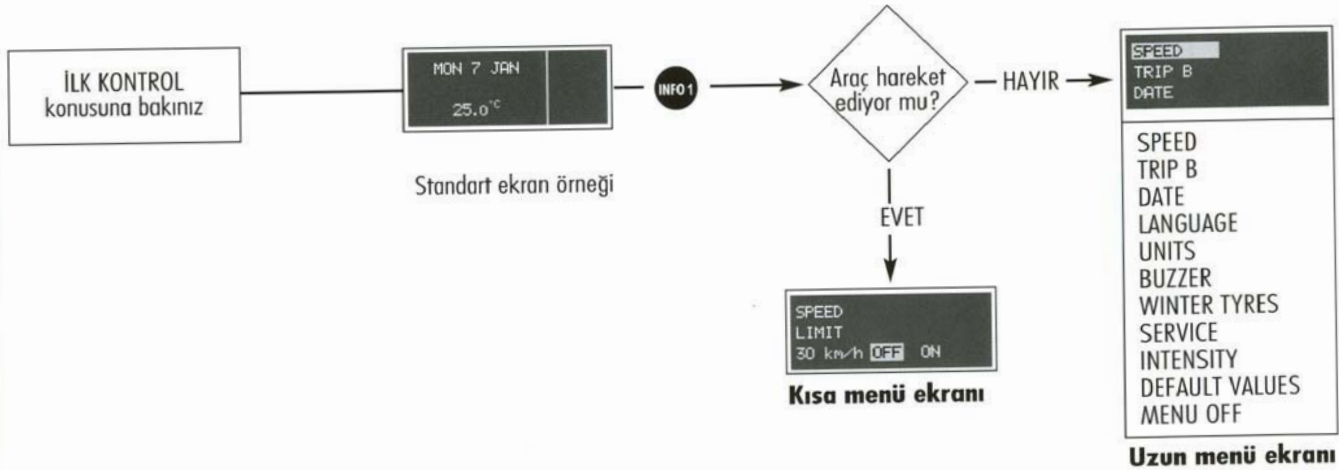 İLK KONTROL
konusuna bakınız
MON 7 JAN
25.0°C
Standart ekran örneği
INFO 1
Araç hareket
ediyor mu?
HAYIR
EVET
SPEED
LIMIT
30 km/h OFF ON
Kısa menü ekranı
SPEED
TRIP B
DATE
SPEED
TRIP B
DATE
LANGUAGE
UNITS
BUZZER
WINTER TYRES
SERVICE
INTENSITY
DEFAULT VALUES
MENU OFF
Uzun menü ekranı